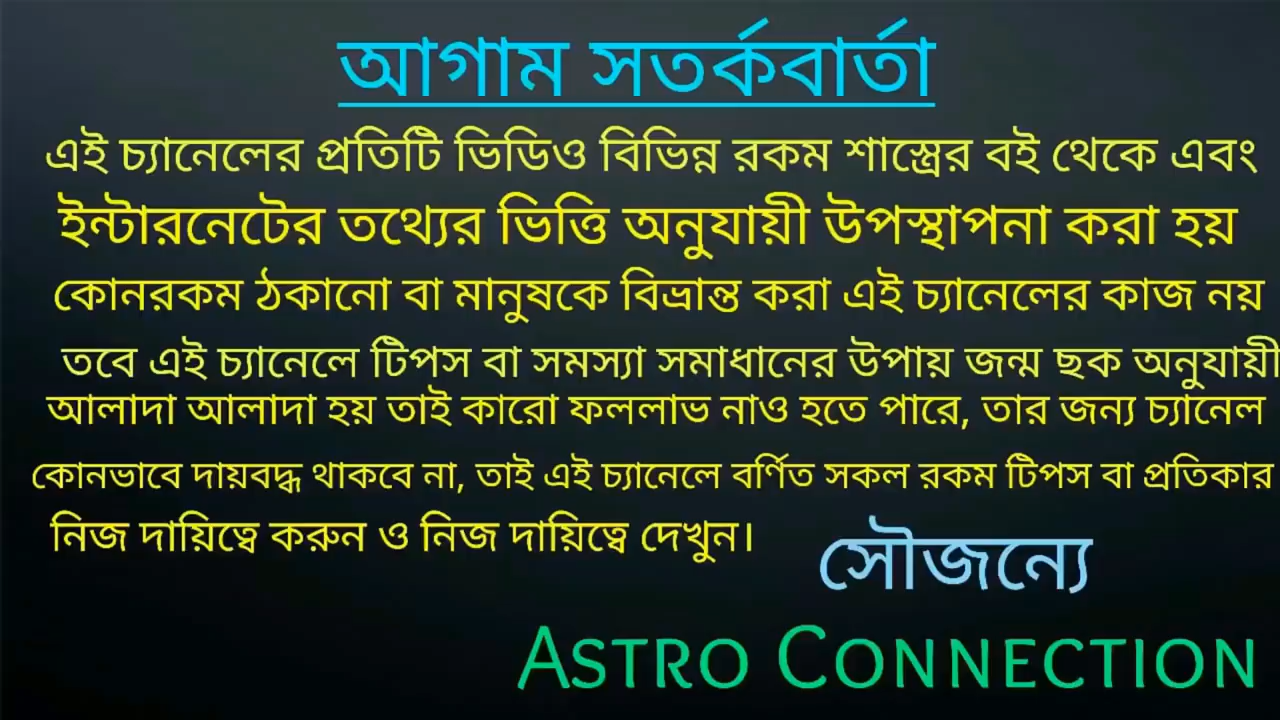 আগাম সতর্কবার্তা
এই চ্যানেলের প্রতিটি ভিডিও বিভিন্ন রকম শাস্ত্রের বই থেকে এবং
ইন্টারনেটের তথ্যের ভিত্তি অনুযায়ী উপস্থাপনা করা হয়
কোনরকম ঠকানো বা মানুষকে বিভ্রান্ত করা এই চ্যানেলের কাজ নয়
তবে এই চ্যানেলে টিপস বা সমস্যা সমাধানের উপায় জন্ম ছক অনুযায়ী
আলাদা আলাদা হয় তাই কারো ফললাভ নাও হতে পারে, তার জন্য চ্যানেল
কোনভাবে দায়বদ্ধ থাকবে না, তাই এই চ্যানেলে বর্ণিত সকল রকম টিপস বা প্রতিকার
নিজ দায়িত্বে করুন ও নিজ দায়িত্বে দেখুন।
সৌজন্যে
ASTRO CONNECTION